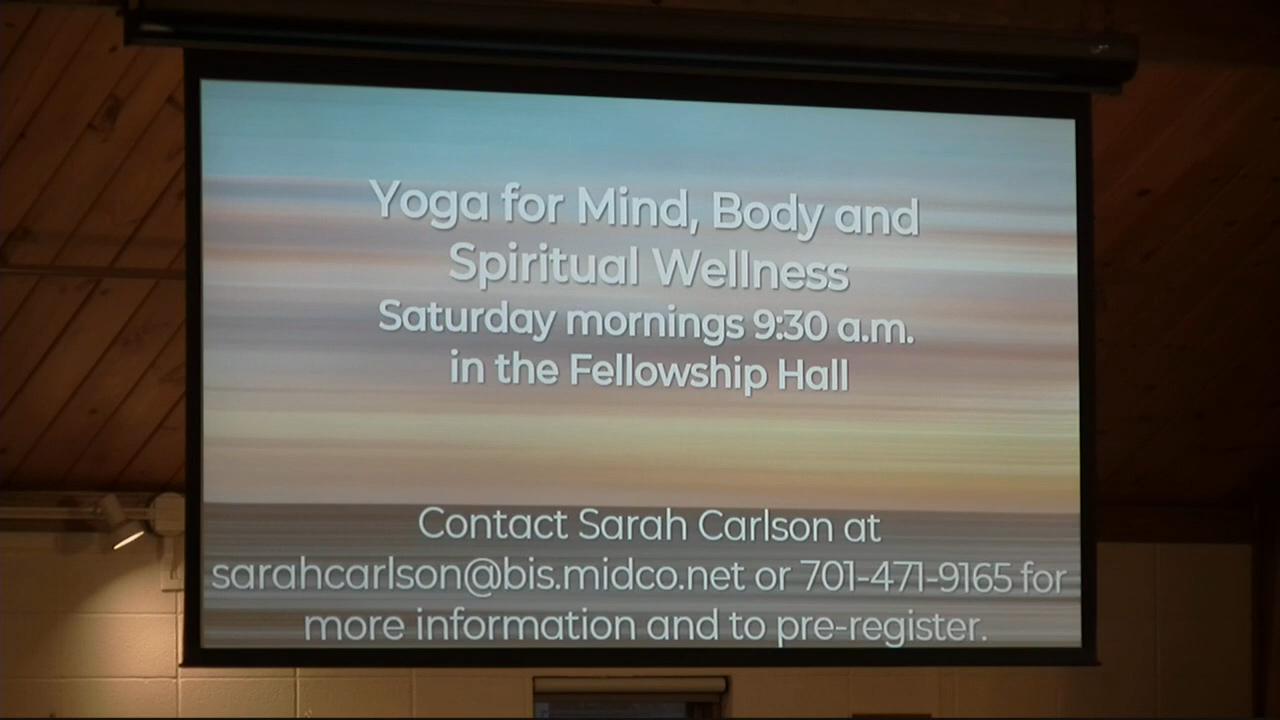 Yoga for Mind, Body and
Spiritual Wellness
Saturday mornings 9:30 a.m.
in the Fellowship Hall
Contact Sarah Carlson at
sarahcarlson@bis.midco.net or 701-471-9165 for
more information and to pre-register.